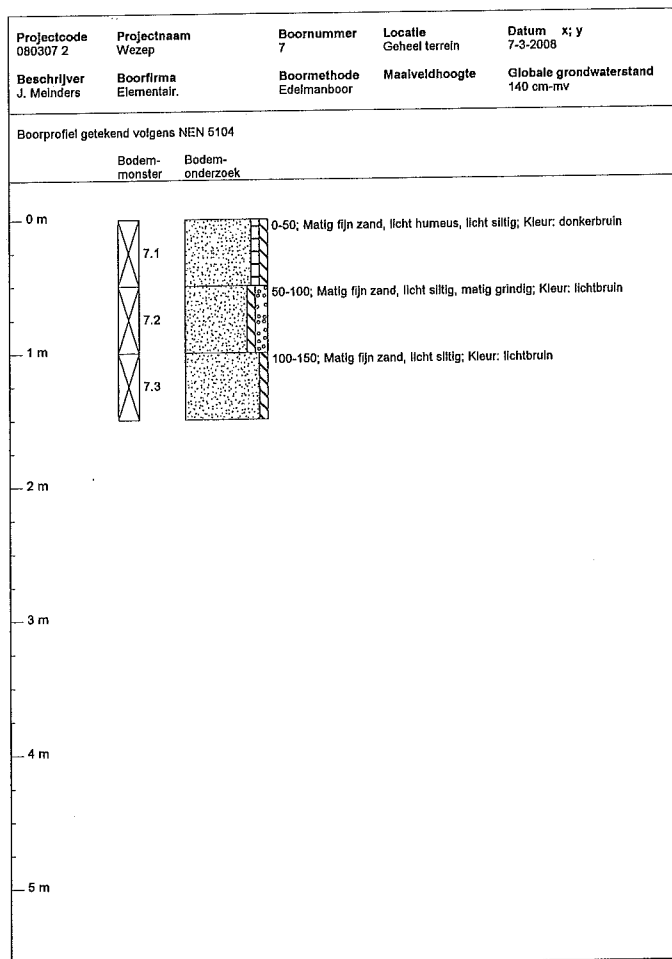 Projectcode Projectnaam Boornummer Locatie Datum x; y
080307 2 Wezep 7 Geheel terrein 7-3-2008
Beschrijver Boorfirma Boormethode Maaiveldhoogte Globale grondwaterstand
J. Meinders Elementair. Edelmanboor 140 cm-mv
Boorprofiel getekend volgens NEN 5104
Bodem- Bodem-
monster onderzoek
0 m 0-50; Matig fijn zand, licht humeus, licht siltig; Kleur: donkerbruin
7.1
50-100; Matig fijn zand, licht siltig, matig grindig; Kleur: lichtbruin
7.2
1 m 100-150; Matig fijn zand, licht siltig; Kleur: lichtbruin
7.3
2 m
3 m
4 m
5 m